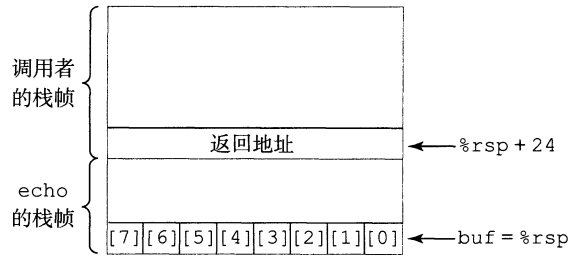 调用者
的栈帧
返回地址
%rsp + 24
echo
的栈帧
[7] [6] [5] [4] [3] [2] [1] [0]
buf = %rsp